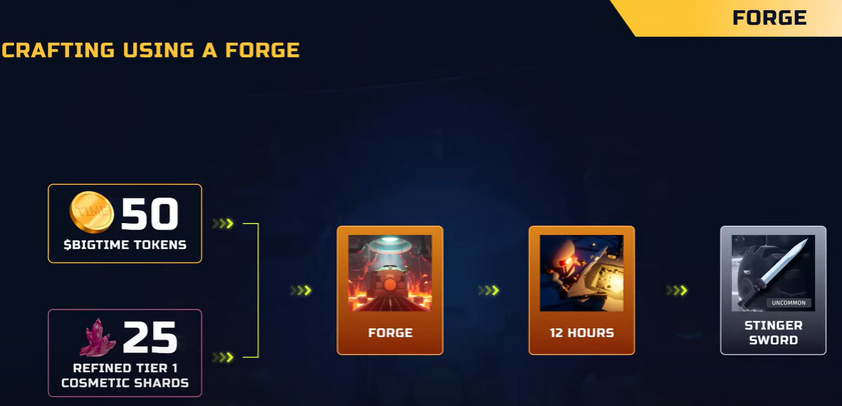 FORGE
CRAFTING USING A FORGE
50
$BIGTIME TOKENS
25
REFINED TIER 1
COSMETIC SHARDS
FORGE
12 HOURS
UNCOMMON
STINGER
SWORD